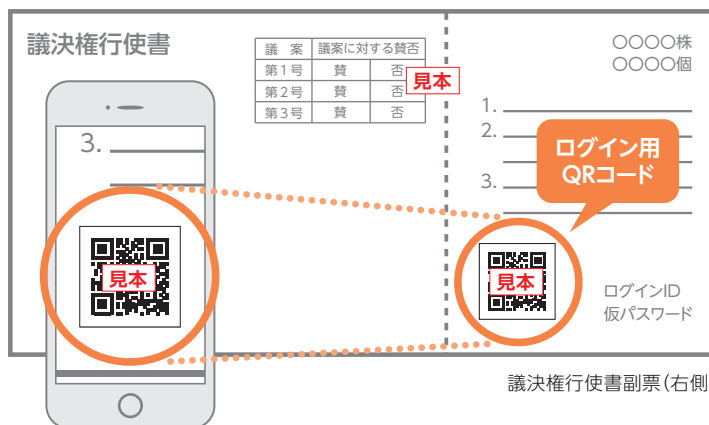 議決権行使書
議 案 議案に対する賛否
第1号 賛 否
第2号 賛 否
第3号 賛 否
見本
○○○○株
○○○○個
1.
2.
3.
ログイン用
QRコード
3.
見本
見本
ログインID
仮パスワード
議決権行使書副票(右側